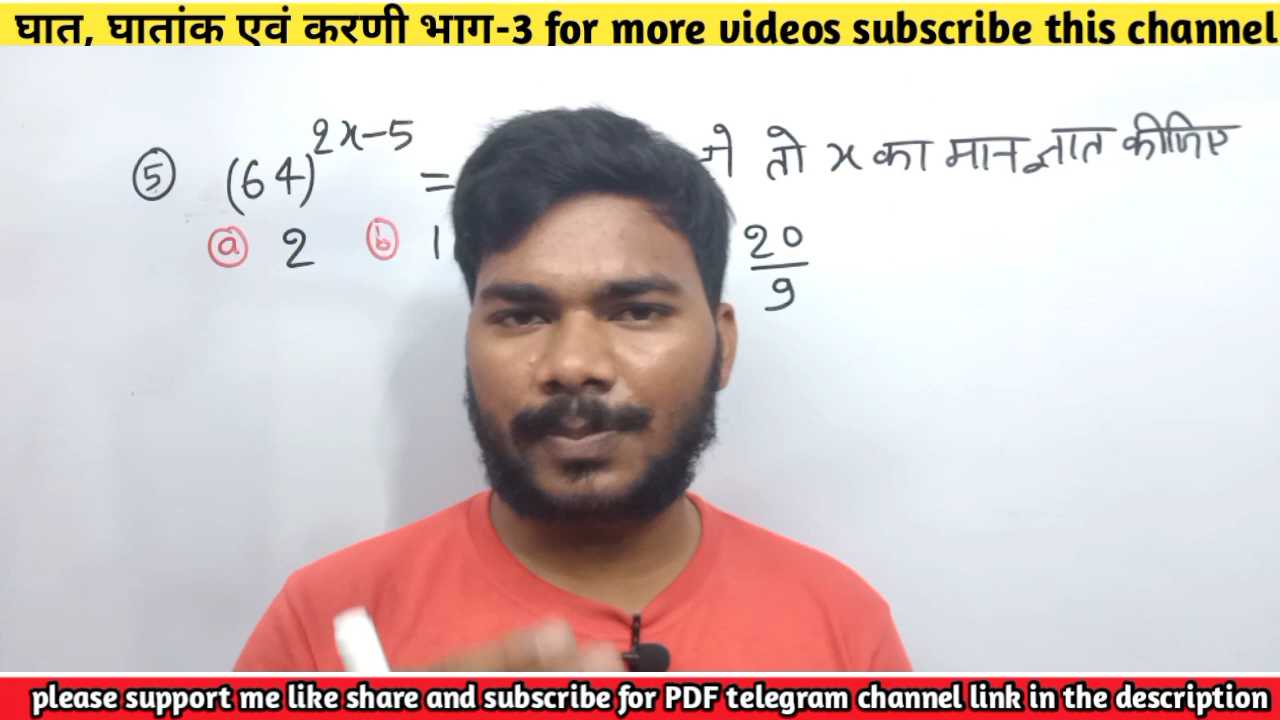 घात, घातांक एवं करणी भाग-3 for more videos subscribe this channel
⑤ (64)^{2x-5} = तो x का मान ज्ञात कीजिए
ⓐ 2 ⓑ 1 20/9
please support me like share and subscribe for PDF telegram channel link in the description